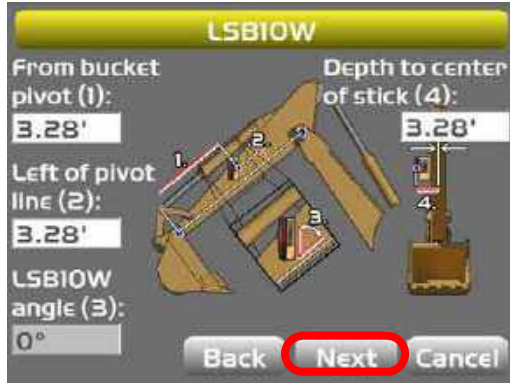 LSB10W
From bucket
pivot (1):
3.28'
Left of pivot
line (2):
3.28'
LSB10W
angle (3):
0°
Depth to center
of stick (4):
3.28'
1.
2.
3.
4.
Back Next Cancel